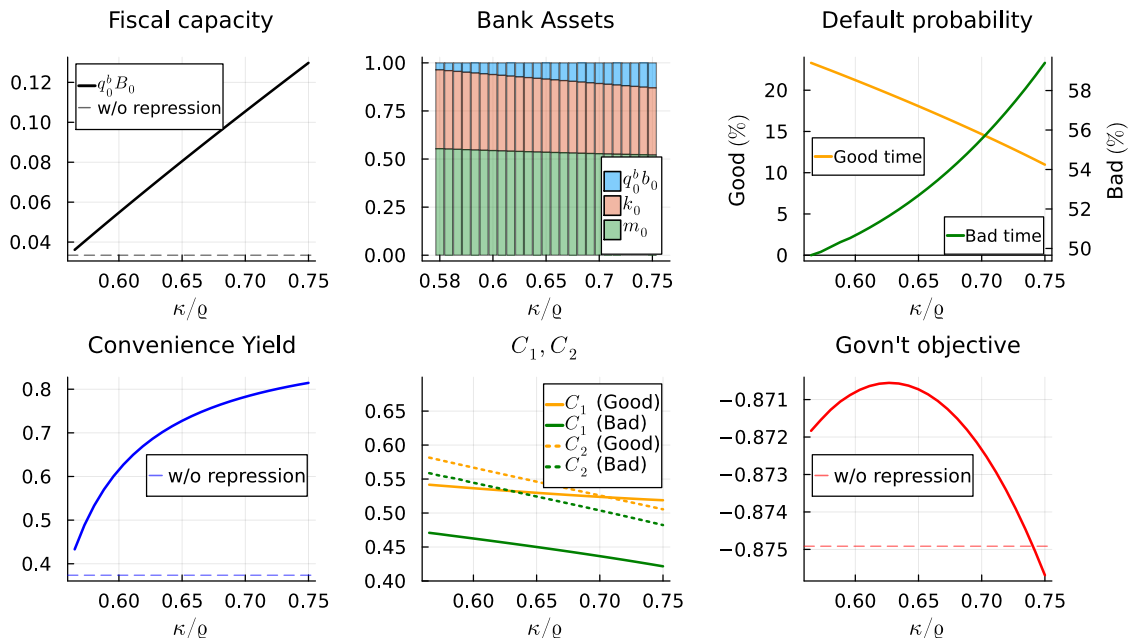 Fiscal capacity
0.12
0.10
0.08
0.06
0.04
q_0^b B_0
w/o repression
0.60
0.65
0.70
0.75
κ/ϱ
Bank Assets
1.00
0.75
0.50
0.25
0.00
q_0^b b_0
k_0
m_0
0.58
0.6
0.65
0.7
0.75
κ/ϱ
Default probability
Good (%)
20
15
10
5
0
Good time
Bad time
58
56
54
52
50
Bad (%)
0.60
0.65
0.70
0.75
κ/ϱ
Convenience Yield
0.8
0.7
0.6
0.5
0.4
w/o repression
0.60
0.65
0.70
0.75
κ/ϱ
C_1, C_2
0.65
0.60
0.55
0.50
0.45
0.40
C_1 (Good)
C_1 (Bad)
C_2 (Good)
C_2 (Bad)
0.60
0.65
0.70
0.75
κ/ϱ
Govn't objective
−0.871
−0.872
−0.873
−0.874
−0.875
w/o repression
0.60
0.65
0.70
0.75
κ/ϱ